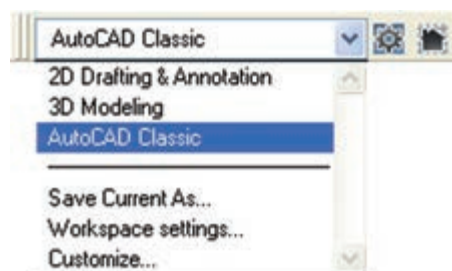 AutoCAD Classic
2D Drafting & Annotation
3D Modeling
AutoCAD Classic
Save Current As...
Workspace settings...
Customize...